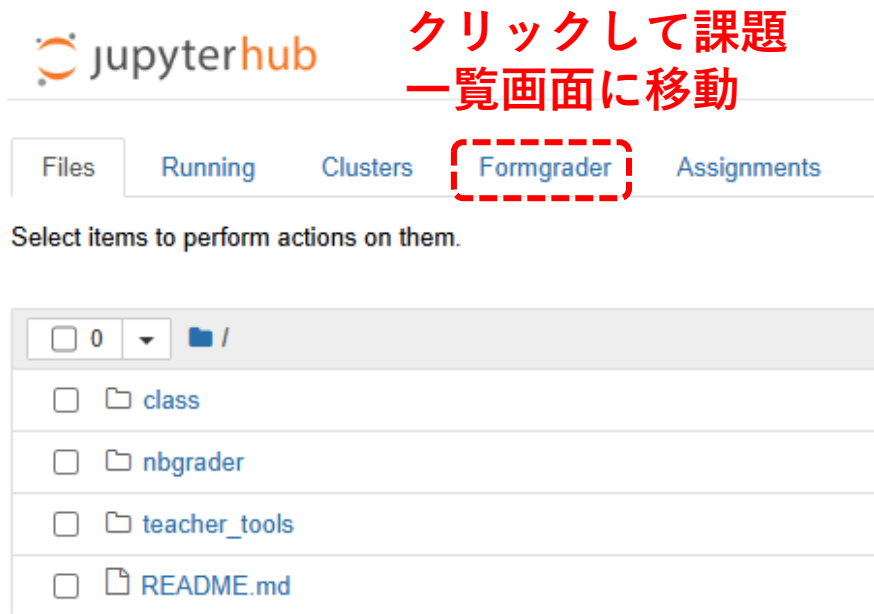 jupyterhub
クリックして課題
一覧画面に移動
Files Running Clusters Formgrader Assignments
Select items to perform actions on them.
0 /
class
nbgrader
teacher_tools
README.md